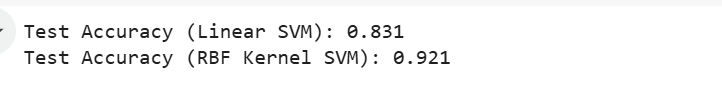 Test Accuracy (Linear SVM): 0.831
Test Accuracy (RBF Kernel SVM): 0.921